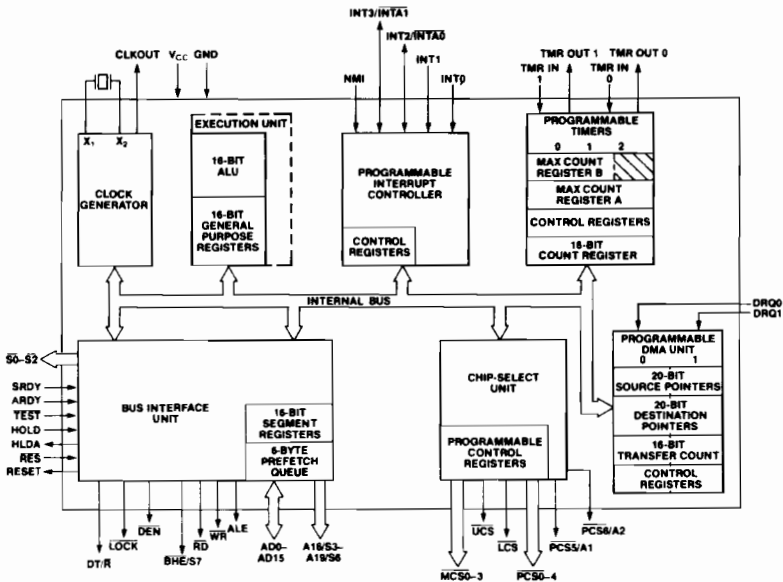 INT3/INTA1
INT2/INTA0
INT1
NMI
INT0
CLKOUT
VCC GND
TMR OUT 1 TMR OUT 0
TMR IN 1
TMR IN 0
X1 X2
CLOCK
GENERATOR
EXECUTION UNIT
16-BIT
ALU
16-BIT
GENERAL
PURPOSE
REGISTERS
PROGRAMMABLE
INTERRUPT
CONTROLLER
CONTROL
REGISTERS
PROGRAMMABLE
TIMERS
0 1 2
MAX COUNT
REGISTER B
MAX COUNT
REGISTER A
CONTROL REGISTERS
16-BIT
COUNT REGISTER
INTERNAL BUS
DRQ0
DRQ1
PROGRAMMABLE
DMA UNIT
0 1
20-BIT
SOURCE POINTERS
20-BIT
DESTINATION
POINTERS
16-BIT
TRANSFER COUNT
CONTROL
REGISTERS
S0-S2
SRDY
ARDY
TEST
HOLD
HLDA
RES
RESET
BUS INTERFACE
UNIT
16-BIT
SEGMENT
REGISTERS
6-BYTE
PREFETCH
QUEUE
CHIP-SELECT
UNIT
PROGRAMMABLE
CONTROL
REGISTERS
DT/R
LOCK
DEN
BHE/S7
RD
WR
ALE
AD0-
AD15
A16/S3-
A19/S6
MCS0-3
UCS
LCS
PCS0-4
PCS5/A1
PCS6/A2